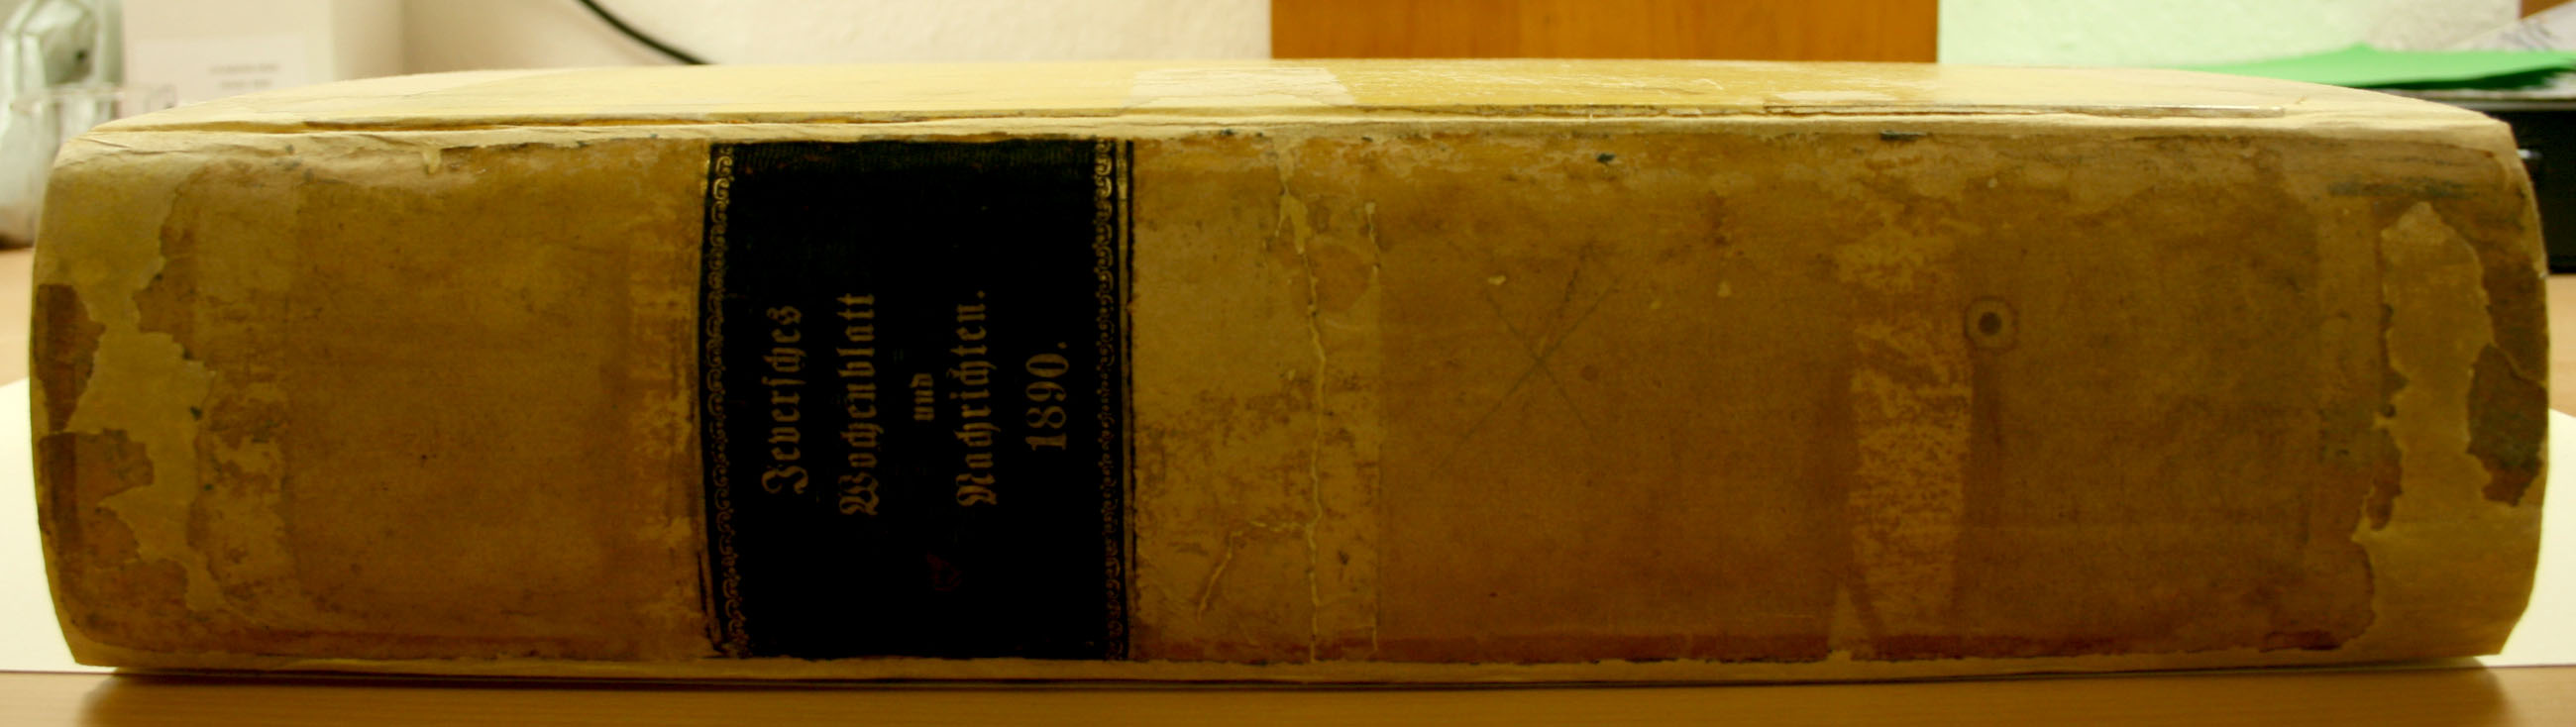 Jeversches
Wochenblatt
und
Nachrichten.
1890.